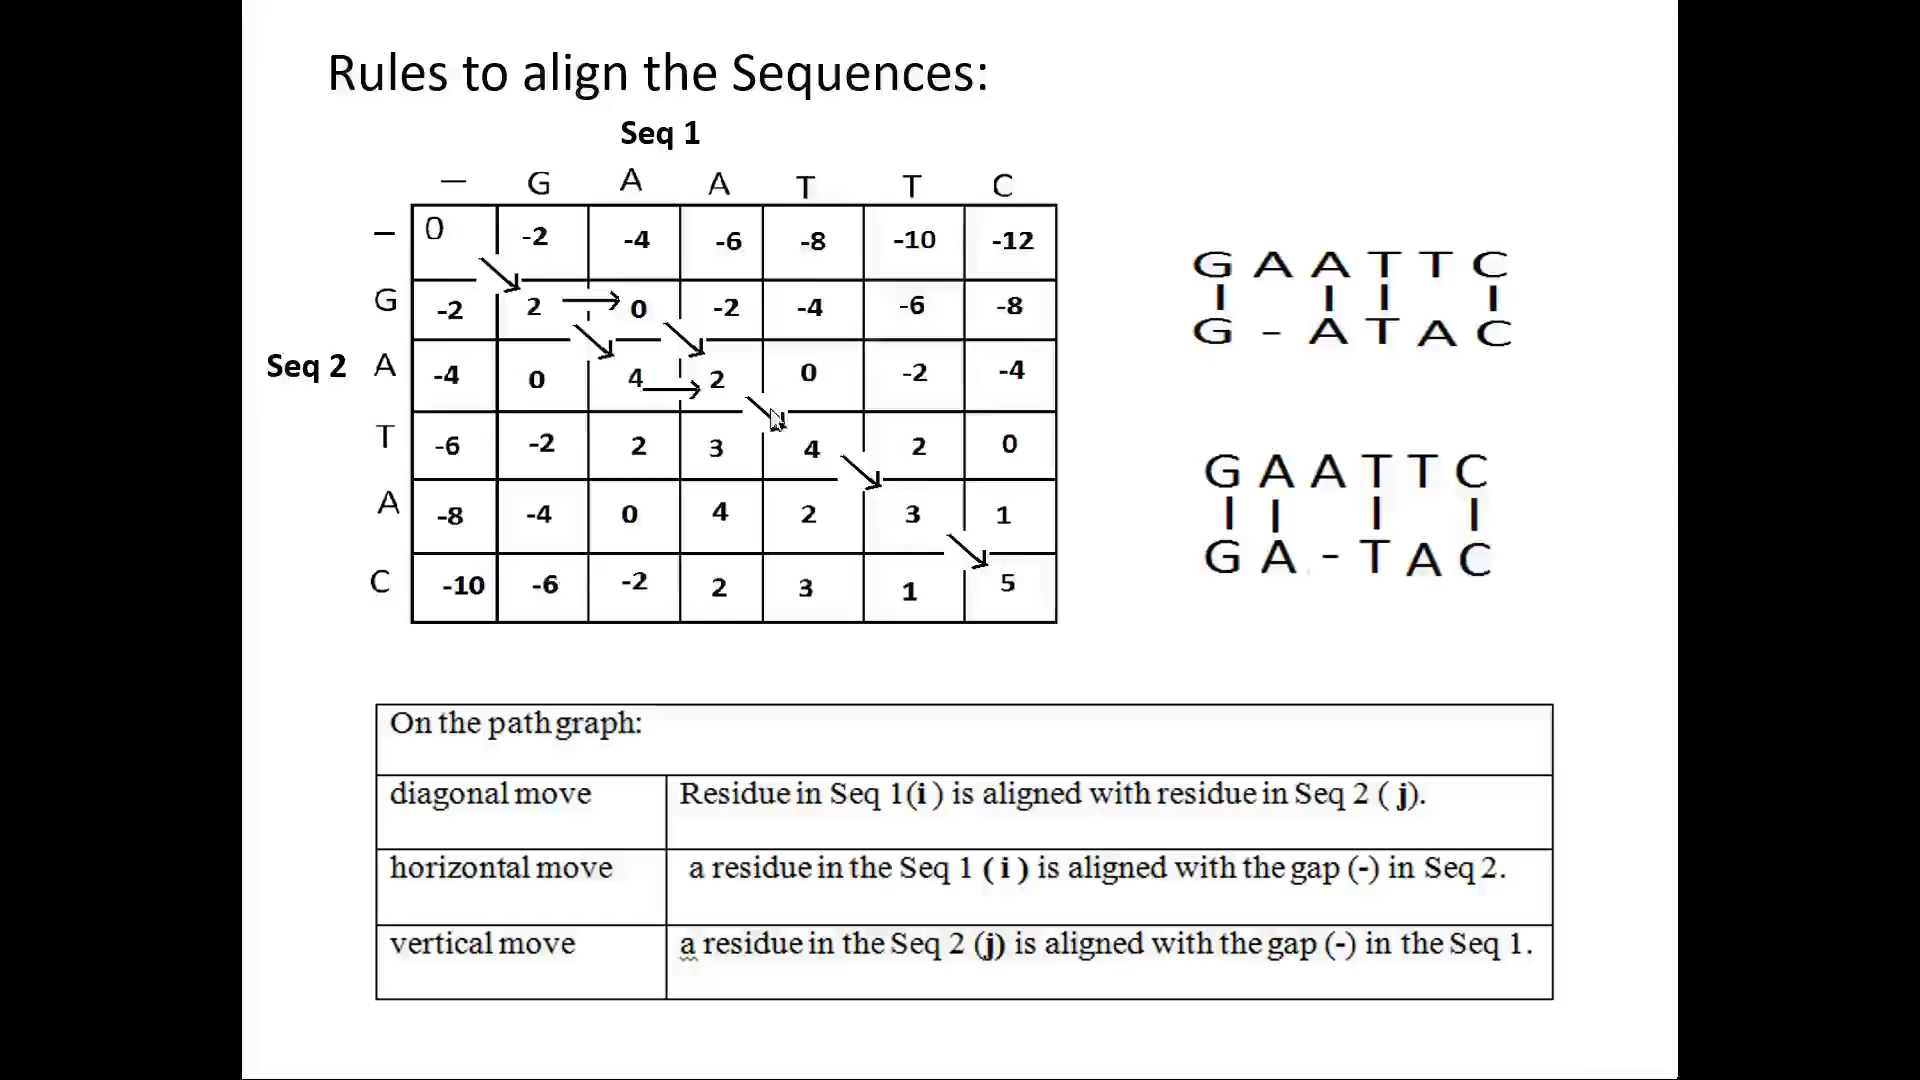 Rules to align the Sequences:
Seq 1
— G A A T T C
– 0 -2 -4 -6 -8 -10 -12
G -2 2 0 -2 -4 -6 -8
Seq 2 A -4 0 4 2 0 -2 -4
T -6 -2 2 3 4 2 0
A -8 -4 0 4 2 3 1
C -10 -6 -2 2 3 1 5
G A A T T C
G - A T A C
G A A T T C
G A - T A C
On the path graph:
diagonal move Residue in Seq 1(i ) is aligned with residue in Seq 2 ( j).
horizontal move a residue in the Seq 1 ( i ) is aligned with the gap (-) in Seq 2.
vertical move a residue in the Seq 2 (j) is aligned with the gap (-) in the Seq 1.